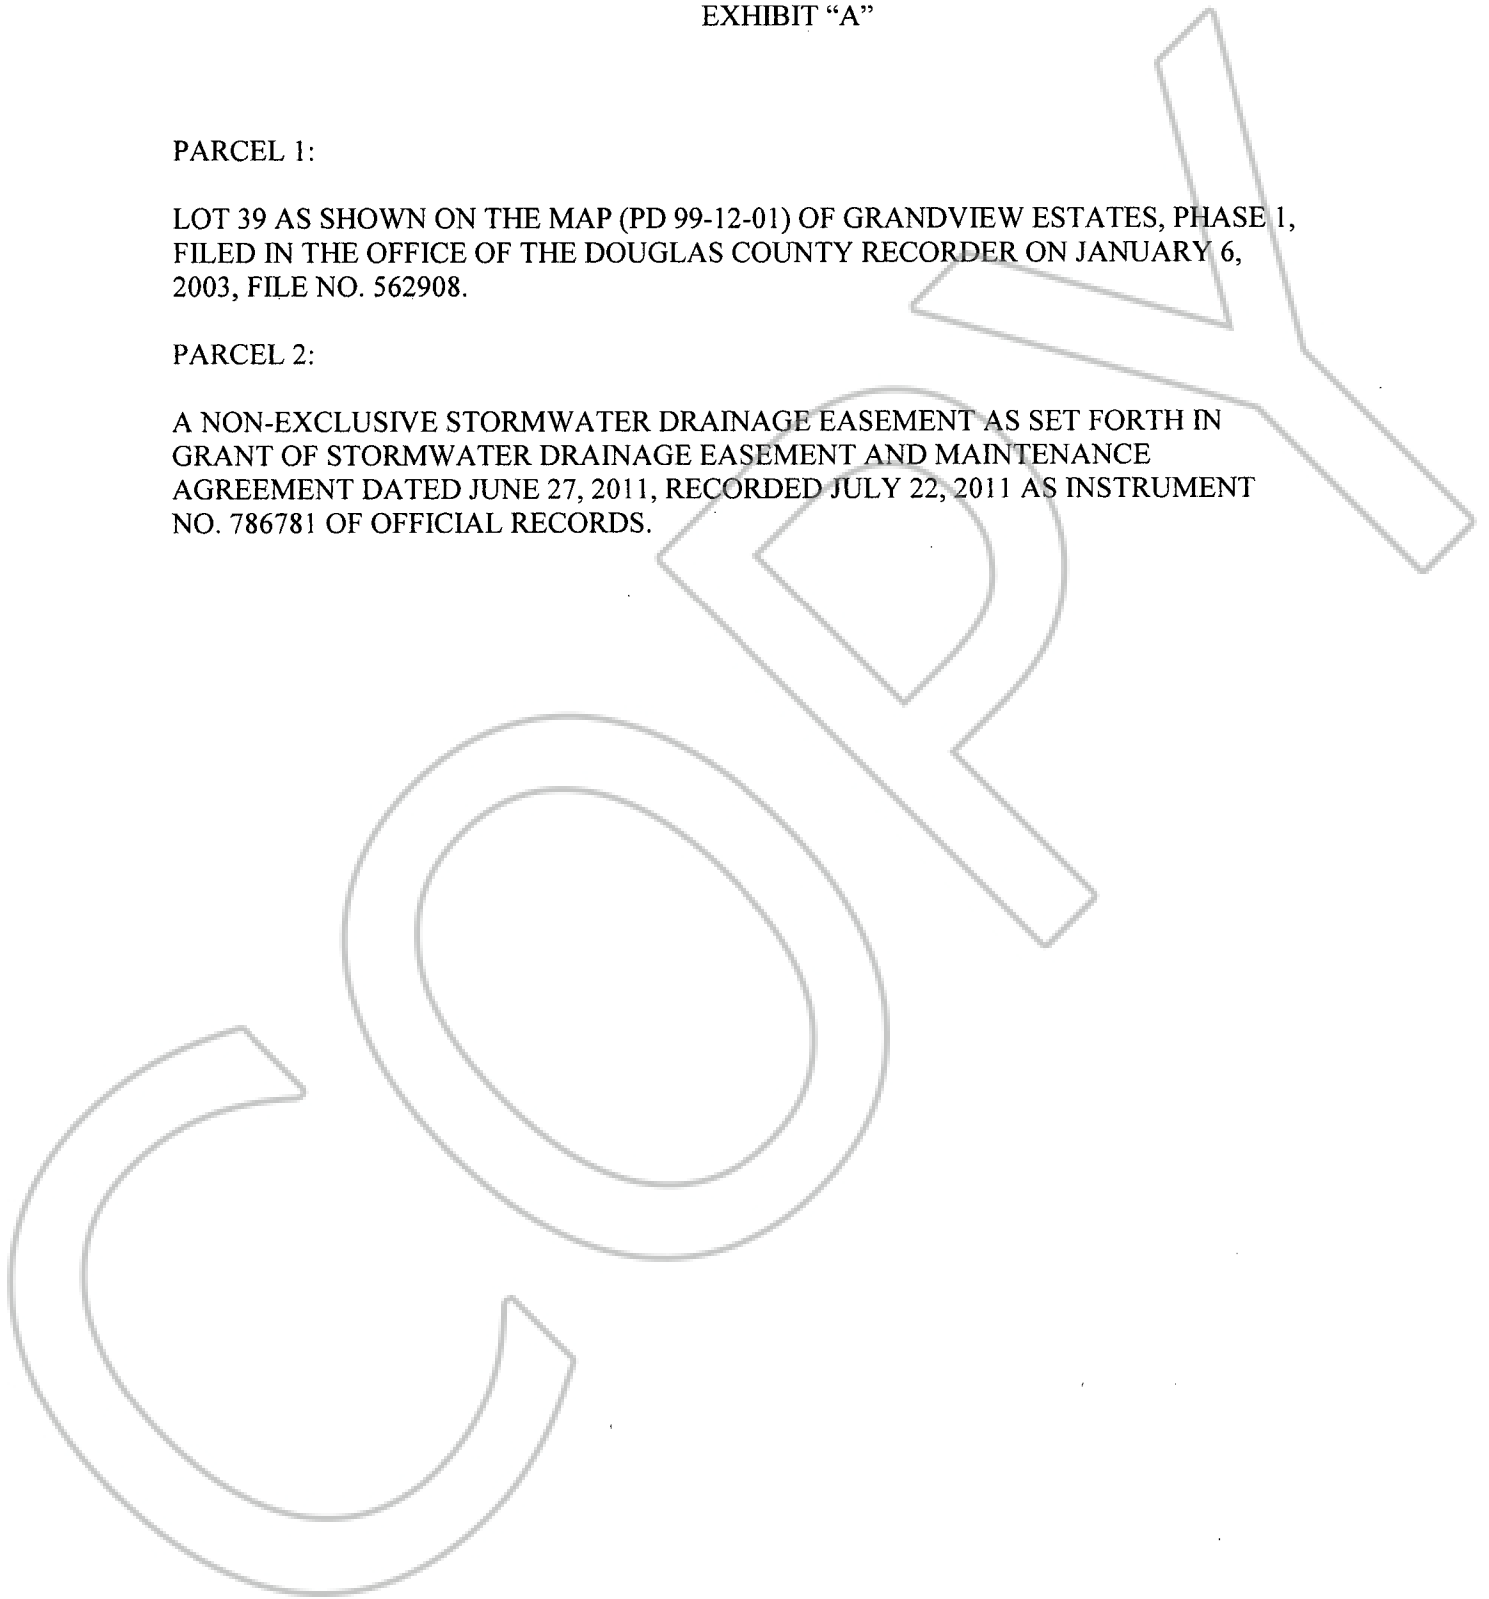 EXHIBIT “A”
PARCEL 1:
LOT 39 AS SHOWN ON THE MAP (PD 99-12-01) OF GRANDVIEW ESTATES, PHASE 1,
FILED IN THE OFFICE OF THE DOUGLAS COUNTY RECORDER ON JANUARY 6,
2003, FILE NO. 562908.
PARCEL 2:
A NON-EXCLUSIVE STORMWATER DRAINAGE EASEMENT AS SET FORTH IN
GRANT OF STORMWATER DRAINAGE EASEMENT AND MAINTENANCE
AGREEMENT DATED JUNE 27, 2011, RECORDED JULY 22, 2011 AS INSTRUMENT
NO. 786781 OF OFFICIAL RECORDS.
COPY